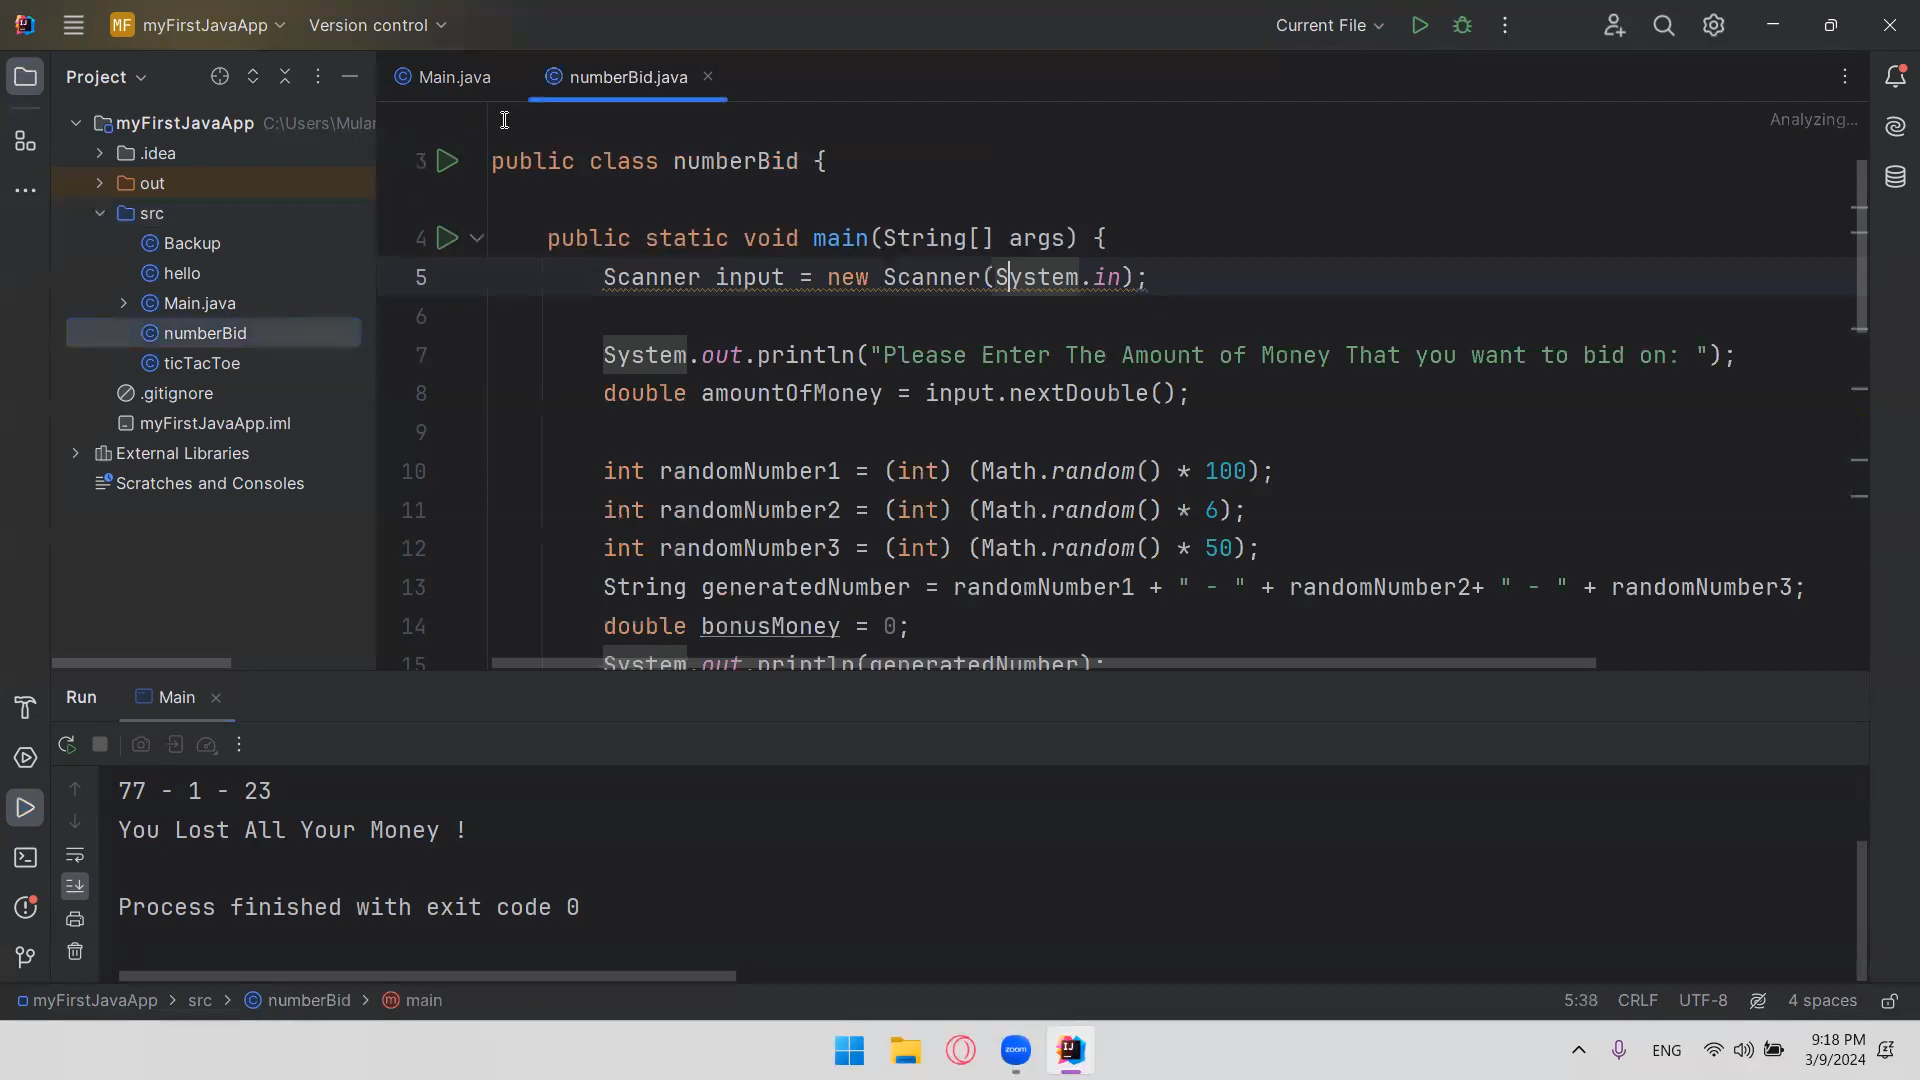 MF myFirstJavaApp Version control Current File
Project Main.java numberBid.java
myFirstJavaApp C:\Users\Mular
.idea
out
src
Backup
hello
Main.java
numberBid
ticTacToe
.gitignore
myFirstJavaApp.iml
External Libraries
Scratches and Consoles
Analyzing...
3 public class numberBid {
4 public static void main(String[] args) {
5 Scanner input = new Scanner(System.in);
6
7 System.out.println("Please Enter The Amount of Money That you want to bid on: ");
8 double amountOfMoney = input.nextDouble();
9
10 int randomNumber1 = (int) (Math.random() * 100);
11 int randomNumber2 = (int) (Math.random() * 6);
12 int randomNumber3 = (int) (Math.random() * 50);
13 String generatedNumber = randomNumber1 + " - " + randomNumber2+ " - " + randomNumber3;
14 double bonusMoney = 0;
15 System.out.println(generatedNumber);
Run Main
77 - 1 - 23
You Lost All Your Money !
Process finished with exit code 0
myFirstJavaApp > src > numberBid > main 5:38 CRLF UTF-8 4 spaces
zoom
ENG 9:18 PM
3/9/2024